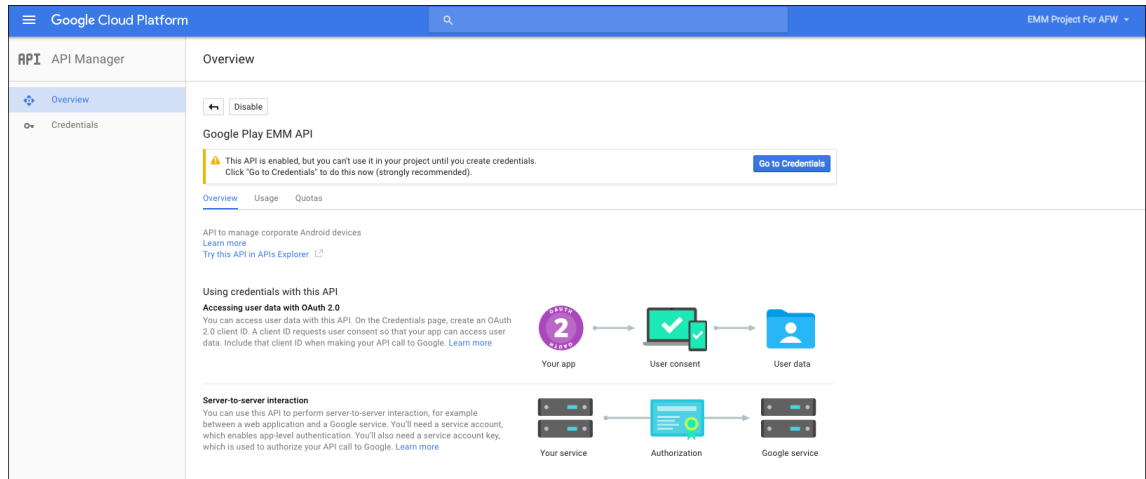 Google Cloud Platform
EMM Project For AFW
API API Manager
Overview
Overview
Credentials
Disable
Google Play EMM API
This API is enabled, but you can't use it in your project until you create credentials.
Click "Go to Credentials" to do this now (strongly recommended).
Go to Credentials
Overview Usage Quotas
API to manage corporate Android devices
Learn more
Try this API in APIs Explorer
Using credentials with this API
Accessing user data with OAuth 2.0
You can access user data with this API. On the Credentials page, create an OAuth
2.0 client ID. A client ID requests user consent so that your app can access user
data. Include that client ID when making your API call to Google. Learn more
OAUTH
2
OAUTH
Your app User consent User data
Server-to-server interaction
You can use this API to perform server-to-server interaction, for example
between a web application and a Google service. You'll need a service account,
which enables app-level authentication. You'll also need a service account key,
which is used to authorize your API call to Google. Learn more
Your service Authorization Google service